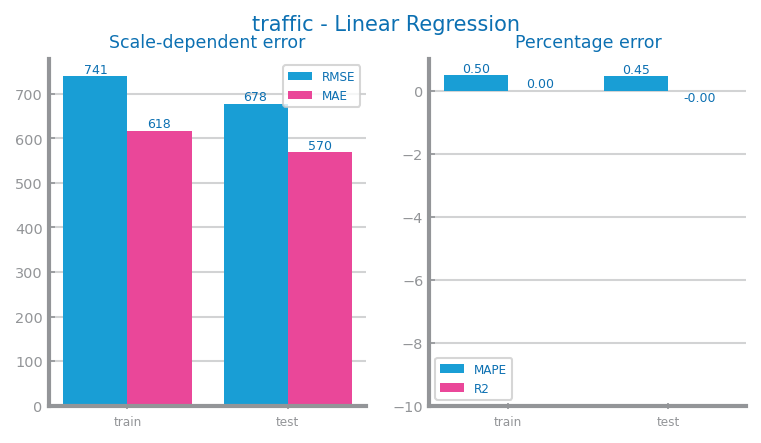 traffic - Linear Regression
Scale-dependent error
741
618
678
570
RMSE
MAE
700
600
500
400
300
200
100
0
train
test
Percentage error
0.50
0.00
0.45
-0.00
0
−2
−4
−6
−8
−10
MAPE
R2
train
test